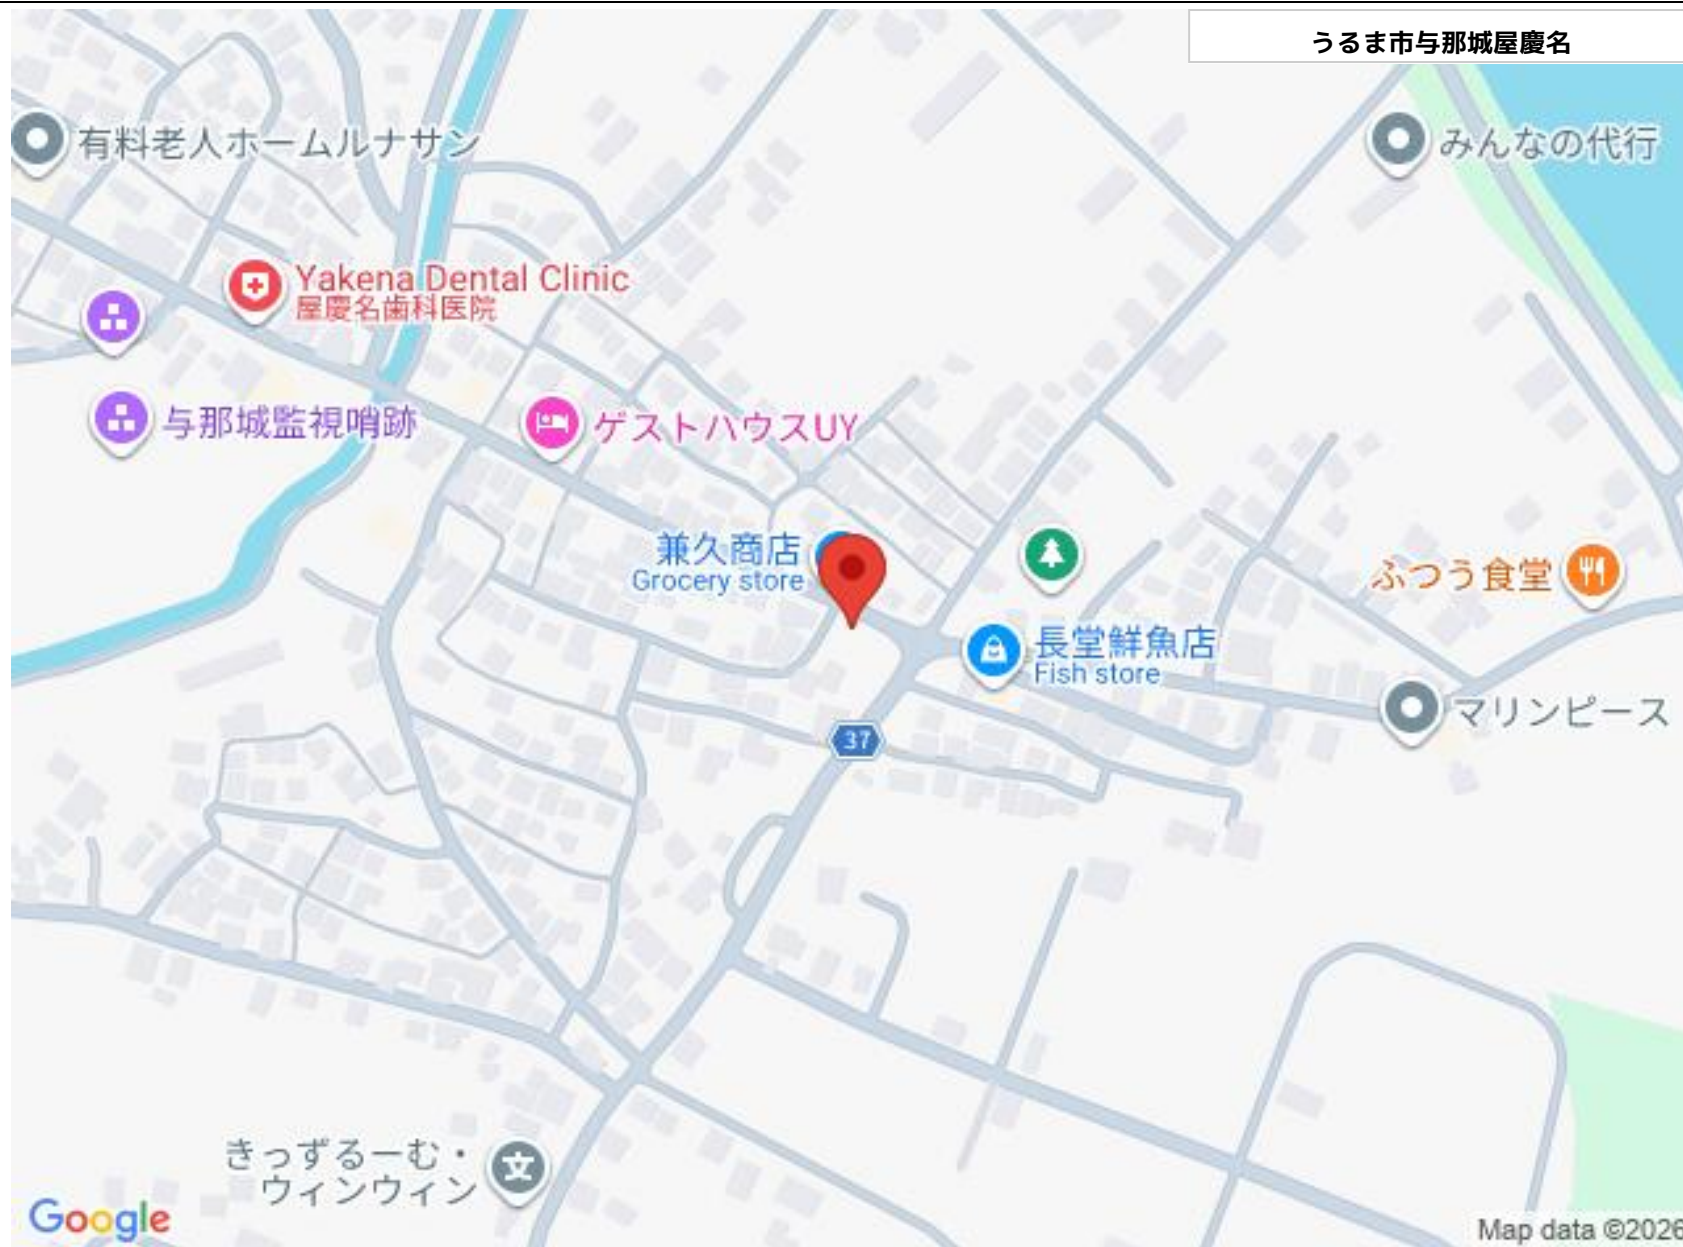 うるま市与那城屋慶名
有料老人ホームルナサン
みんなの代行
Yakena Dental Clinic
屋慶名歯科医院
与那城監視哨跡
ゲストハウスUY
兼久商店
Grocery store
ふつう食堂
長堂鮮魚店
Fish store
マリンピース
37
きっずるーむ・
ウィンウィン
Google
Map data ©2026